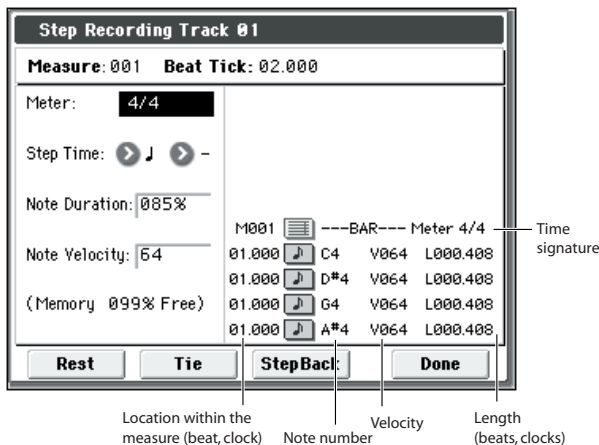 Step Recording Track 01
Measure: 001 Beat Tick: 02.000
Meter: 4/4
Step Time: -
Note Duration: 085%
Note Velocity: 64
(Memory 099% Free)
M001 ---BAR--- Meter 4/4
01.000 C4 V064 L000.408
01.000 D#4 V064 L000.408
01.000 G4 V064 L000.408
01.000 A#4 V064 L000.408
Rest Tie StepBack Done
Time
signature
Location within the
measure (beat, clock)
Note number
Velocity
Length
(beats, clocks)